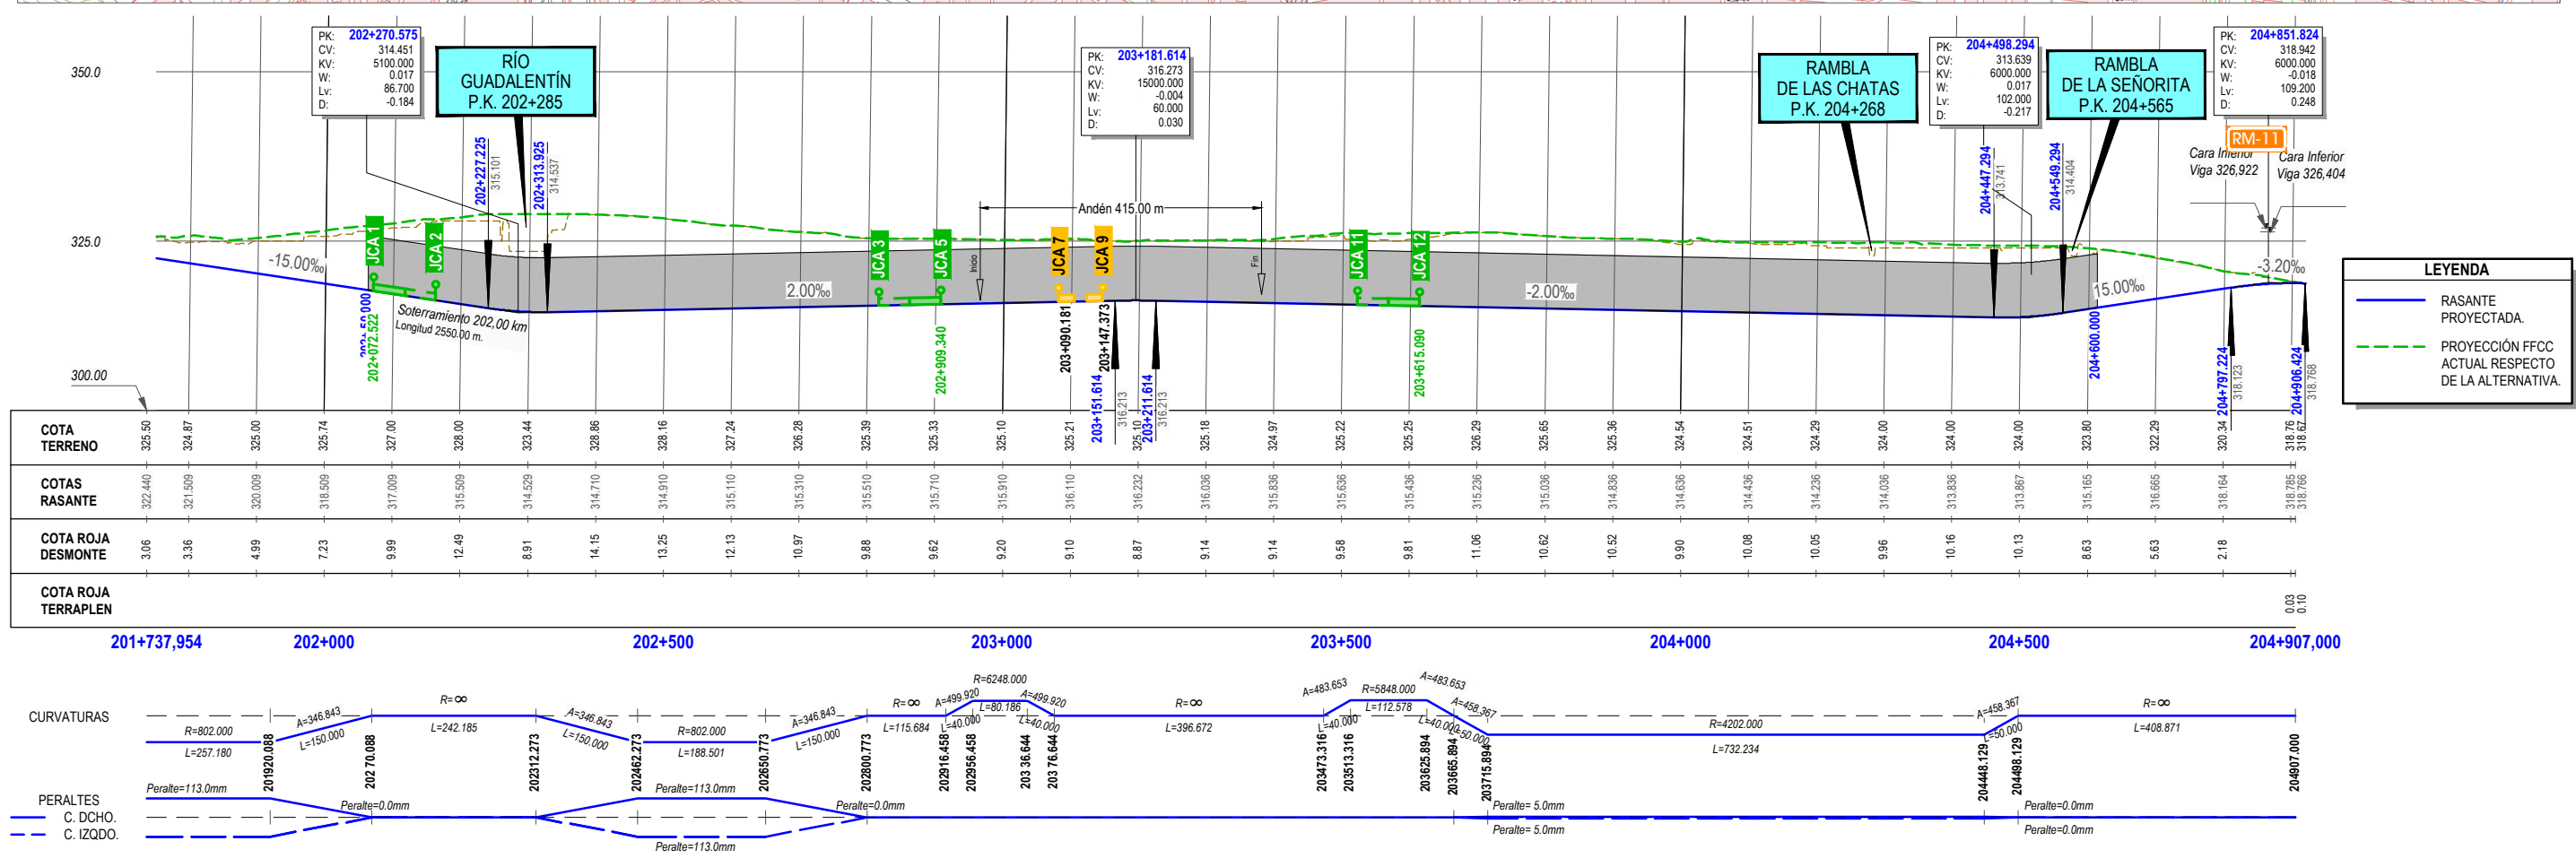 PK: 202+270.575
CV: 314.451
KV: 5100.000
W: 0.017
Lv: 86.700
D: -0.184
RÍO
GUADALENTÍN
P.K. 202+285
PK: 203+181.614
CV: 316.273
KV: 15000.000
W: -0.004
Lv: 60.000
D: 0.030
RAMBLA
DE LAS CHATAS
P.K. 204+268
PK: 204+498.294
CV: 313.639
KV: 6000.000
W: 0.017
Lv: 102.000
D: -0.217
RAMBLA
DE LA SEÑORITA
P.K. 204+565
PK: 204+851.824
CV: 318.942
KV: 6000.000
W: -0.018
Lv: 109.200
D: 0.248
RM-11
Cara Inferior
Viga 326,922
Cara Inferior
Viga 326,404
350.0
325.0
300.00
202+227.225
315.101
202+313.925
314.537
204+447.294
313.741
204+549.294
314.404
Andén 415.00 m
Inicio
Fin
JCA 1
JCA 2
JCA 3
JCA 5
JCA 7
JCA 9
JCA 11
JCA 12
-15.00‰
2.00‰
-2.00‰
15.00‰
-3.20‰
Soterramiento 202,00 km
Longitud 2550.00 m.
202+072.522
202+909.340
203+090.181
203+147.373
203+151.614
316.213
203+211.614
316.213
203+615.090
204+600.000
204+797.224
318.123
204+906.424
318.768
LEYENDA
RASANTE
PROYECTADA.
PROYECCIÓN FFCC
ACTUAL RESPECTO
DE LA ALTERNATIVA.
COTA
TERRENO
325.50 324.87 325.00 325.74 327.00 328.00 323.44 328.86 328.16 327.24 326.28 325.39 325.33 325.10 325.21 325.10 325.18 324.97 325.22 325.25 326.29 325.65 325.36 324.54 324.51 324.29 324.00 324.00 324.00 323.80 322.29 320.34 318.76 318.67
COTAS
RASANTE
322.440 321.509 320.009 318.509 317.009 315.509 314.529 314.710 314.910 315.110 315.310 315.510 315.710 315.910 316.110 316.232 316.036 315.836 315.636 315.436 315.236 315.036 314.836 314.636 314.436 314.236 314.036 313.836 313.867 315.165 316.665 318.164 318.785 318.766
COTA ROJA
DESMONTE
3.06 3.36 4.99 7.23 9.99 12.49 8.91 14.15 13.25 12.13 10.97 9.88 9.62 9.20 9.10 8.87 9.14 9.14 9.58 9.81 11.06 10.62 10.52 9.90 10.08 10.05 9.96 10.16 10.13 8.63 5.63 2.18
COTA ROJA
TERRAPLEN
0.03 0.10
201+737,954 202+000 202+500 203+000 203+500 204+000 204+500 204+907,000
CURVATURAS
R=802.000
L=257.180
201920.088
A=346.843
L=150.000
202 70.088
R=∞
L=242.185
202312.273
A=346.843
L=150.000
202462.273
R=802.000
L=188.501
202650.773
A=346.843
L=150.000
202800.773
R=∞
L=115.684
202916.458
A=499.920
L=40.000
202956.458
R=6248.000
L=80.186
203 36.644
A=499.920
L=40.000
203 76.644
R=∞
L=396.672
203473.316
A=483.653
L=40.000
203513.316
R=5848.000
L=112.578
203625.894
A=483.653
L=40.000
203665.894
A=458.367
L=50.000
203715.894
R=4202.000
L=732.234
204448.129
A=458.367
L=50.000
204498.129
R=∞
L=408.871
204907.000
PERALTES
C. DCHO.
C. IZQDO.
Peralte=113.0mm
Peralte=0.0mm
Peralte=113.0mm
Peralte=113.0mm
Peralte=0.0mm
Peralte= 5.0mm
Peralte= 5.0mm
Peralte=0.0mm
Peralte=0.0mm